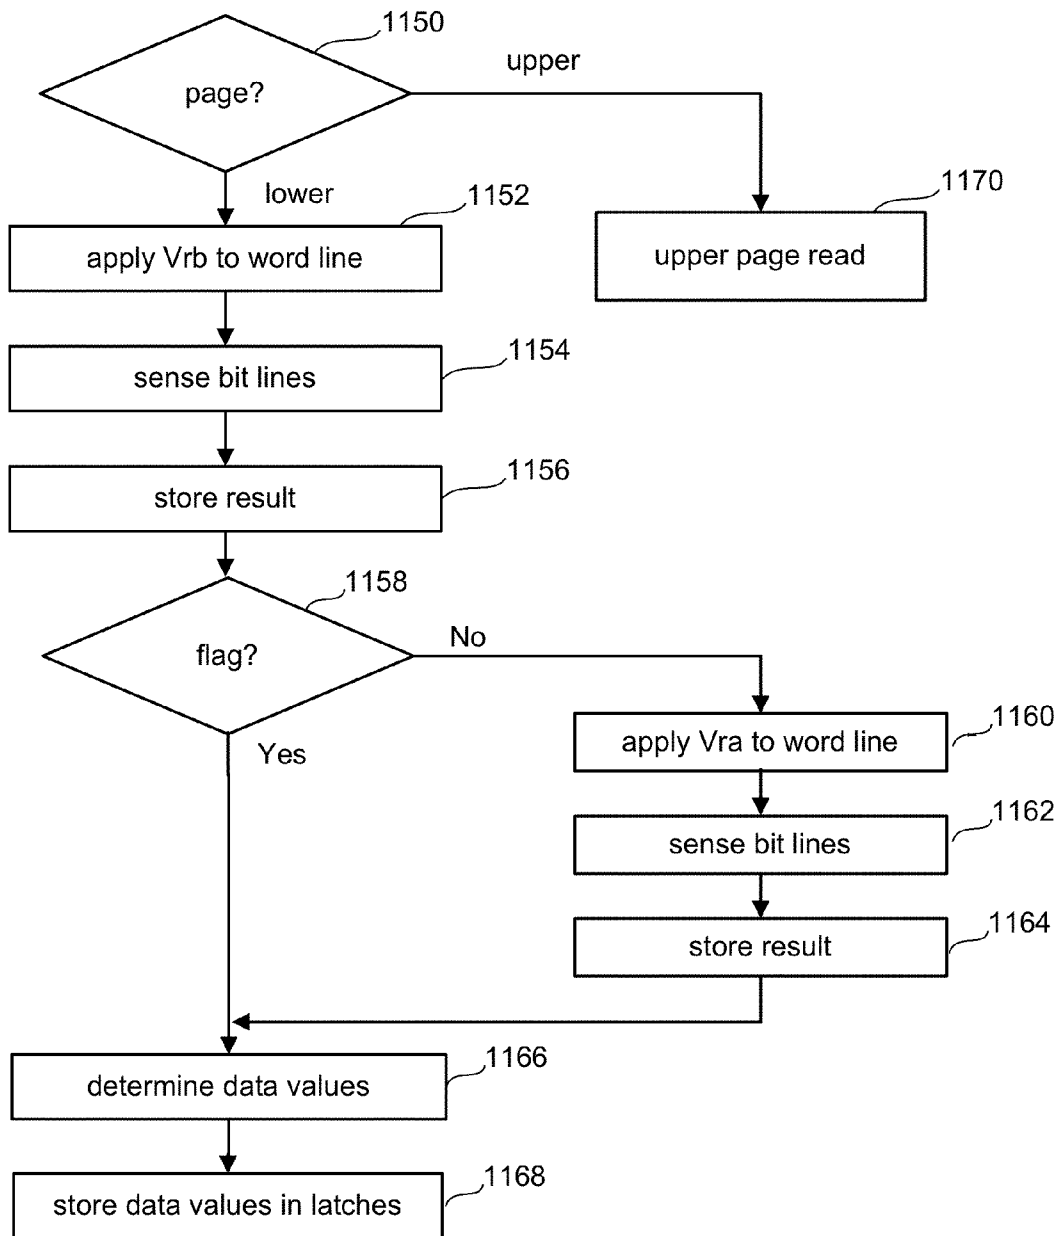 1150
upper
page?
lower
1152
1170
apply Vrb to word line
upper page read
1154
sense bit lines
1156
store result
1158
No
flag?
Yes
1160
apply Vra to word line
1162
sense bit lines
1164
store result
1166
determine data values
1168
store data values in latches